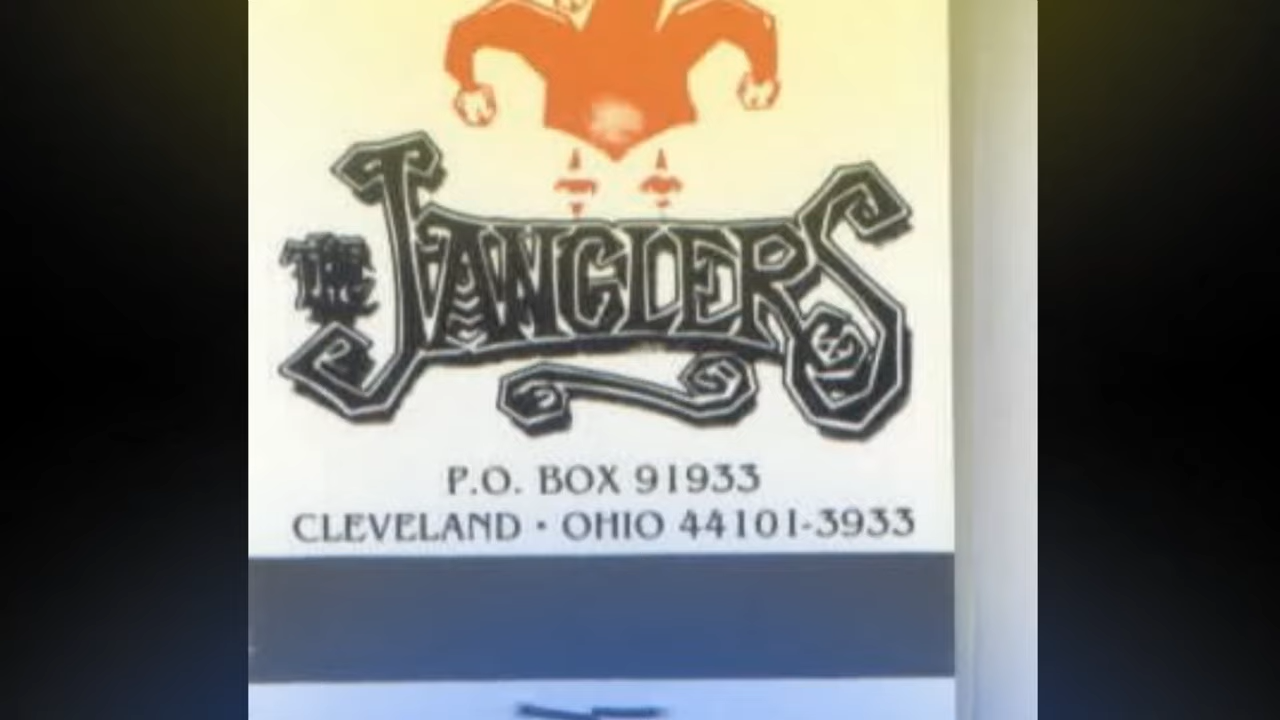 THE JANGLERS
P.O. BOX 91933
CLEVELAND • OHIO 44101-3933